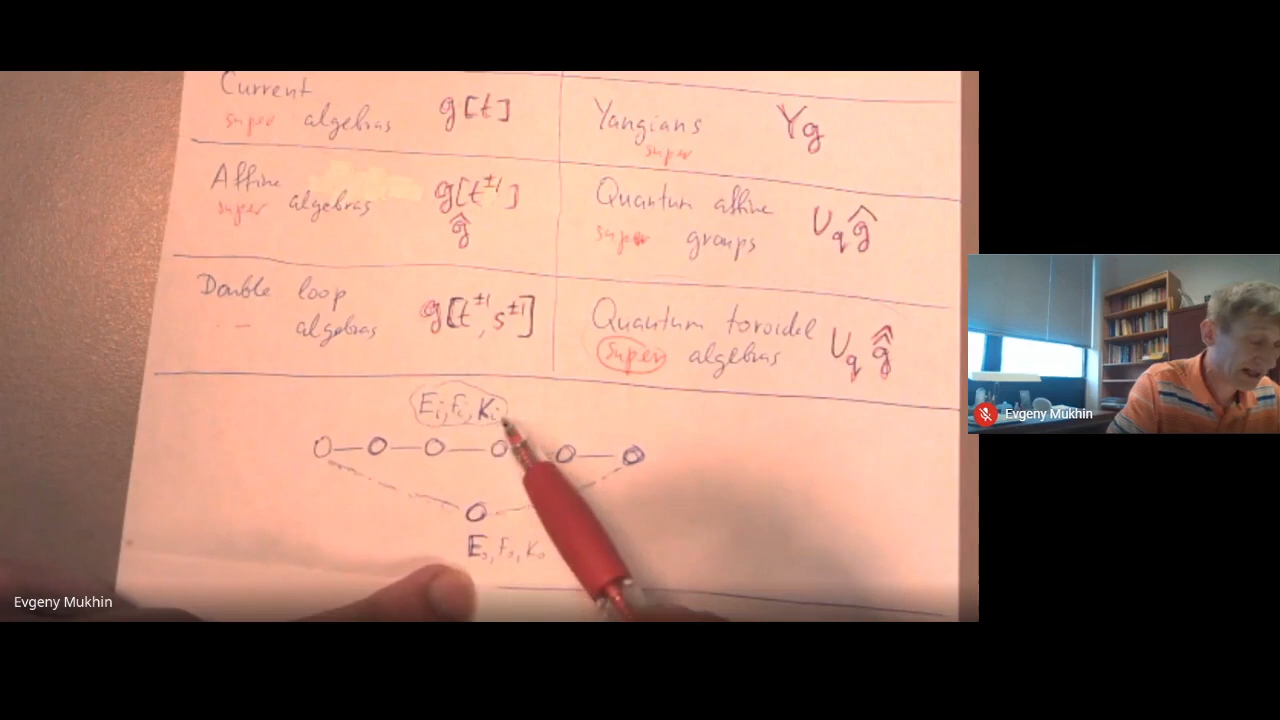 Current
super algebras g[t]
Yangians Yg
super
Affine
super algebras g[t^±1]
ĝ
Quantum affine
super groups U_q ĝ
Double loop
algebras g[t^±1, s^±1]
Quantum toroidal
super algebras U_q g^^
E_i, F_i, K_i
E_0, F_0, K_0
Evgeny Mukhin
Evgeny Mukhin